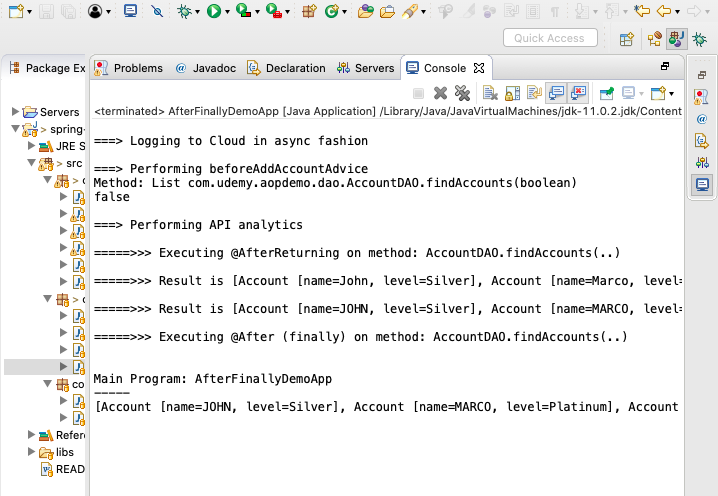 Quick Access
Package Ex
Problems
Javadoc
Declaration
Servers
Console
<terminated> AfterFinallyDemoApp [Java Application] /Library/Java/JavaVirtualMachines/jdk-11.0.2.jdk/Content
Servers
> spring-
JRE S
> src
> c
> c
co
Refer
libs
READ
===> Logging to Cloud in async fashion
===> Performing beforeAddAccountAdvice
Method: List com.udemy.aopdemo.dao.AccountDAO.findAccounts(boolean)
false
===> Performing API analytics
=====>>> Executing @AfterReturning on method: AccountDAO.findAccounts(..)
=====>>> Result is [Account [name=John, level=Silver], Account [name=Marco, level=
=====>>> Result is [Account [name=JOHN, level=Silver], Account [name=MARCO, level=
=====>>> Executing @After (finally) on method: AccountDAO.findAccounts(..)
Main Program: AfterFinallyDemoApp
-----
[Account [name=JOHN, level=Silver], Account [name=MARCO, level=Platinum], Account